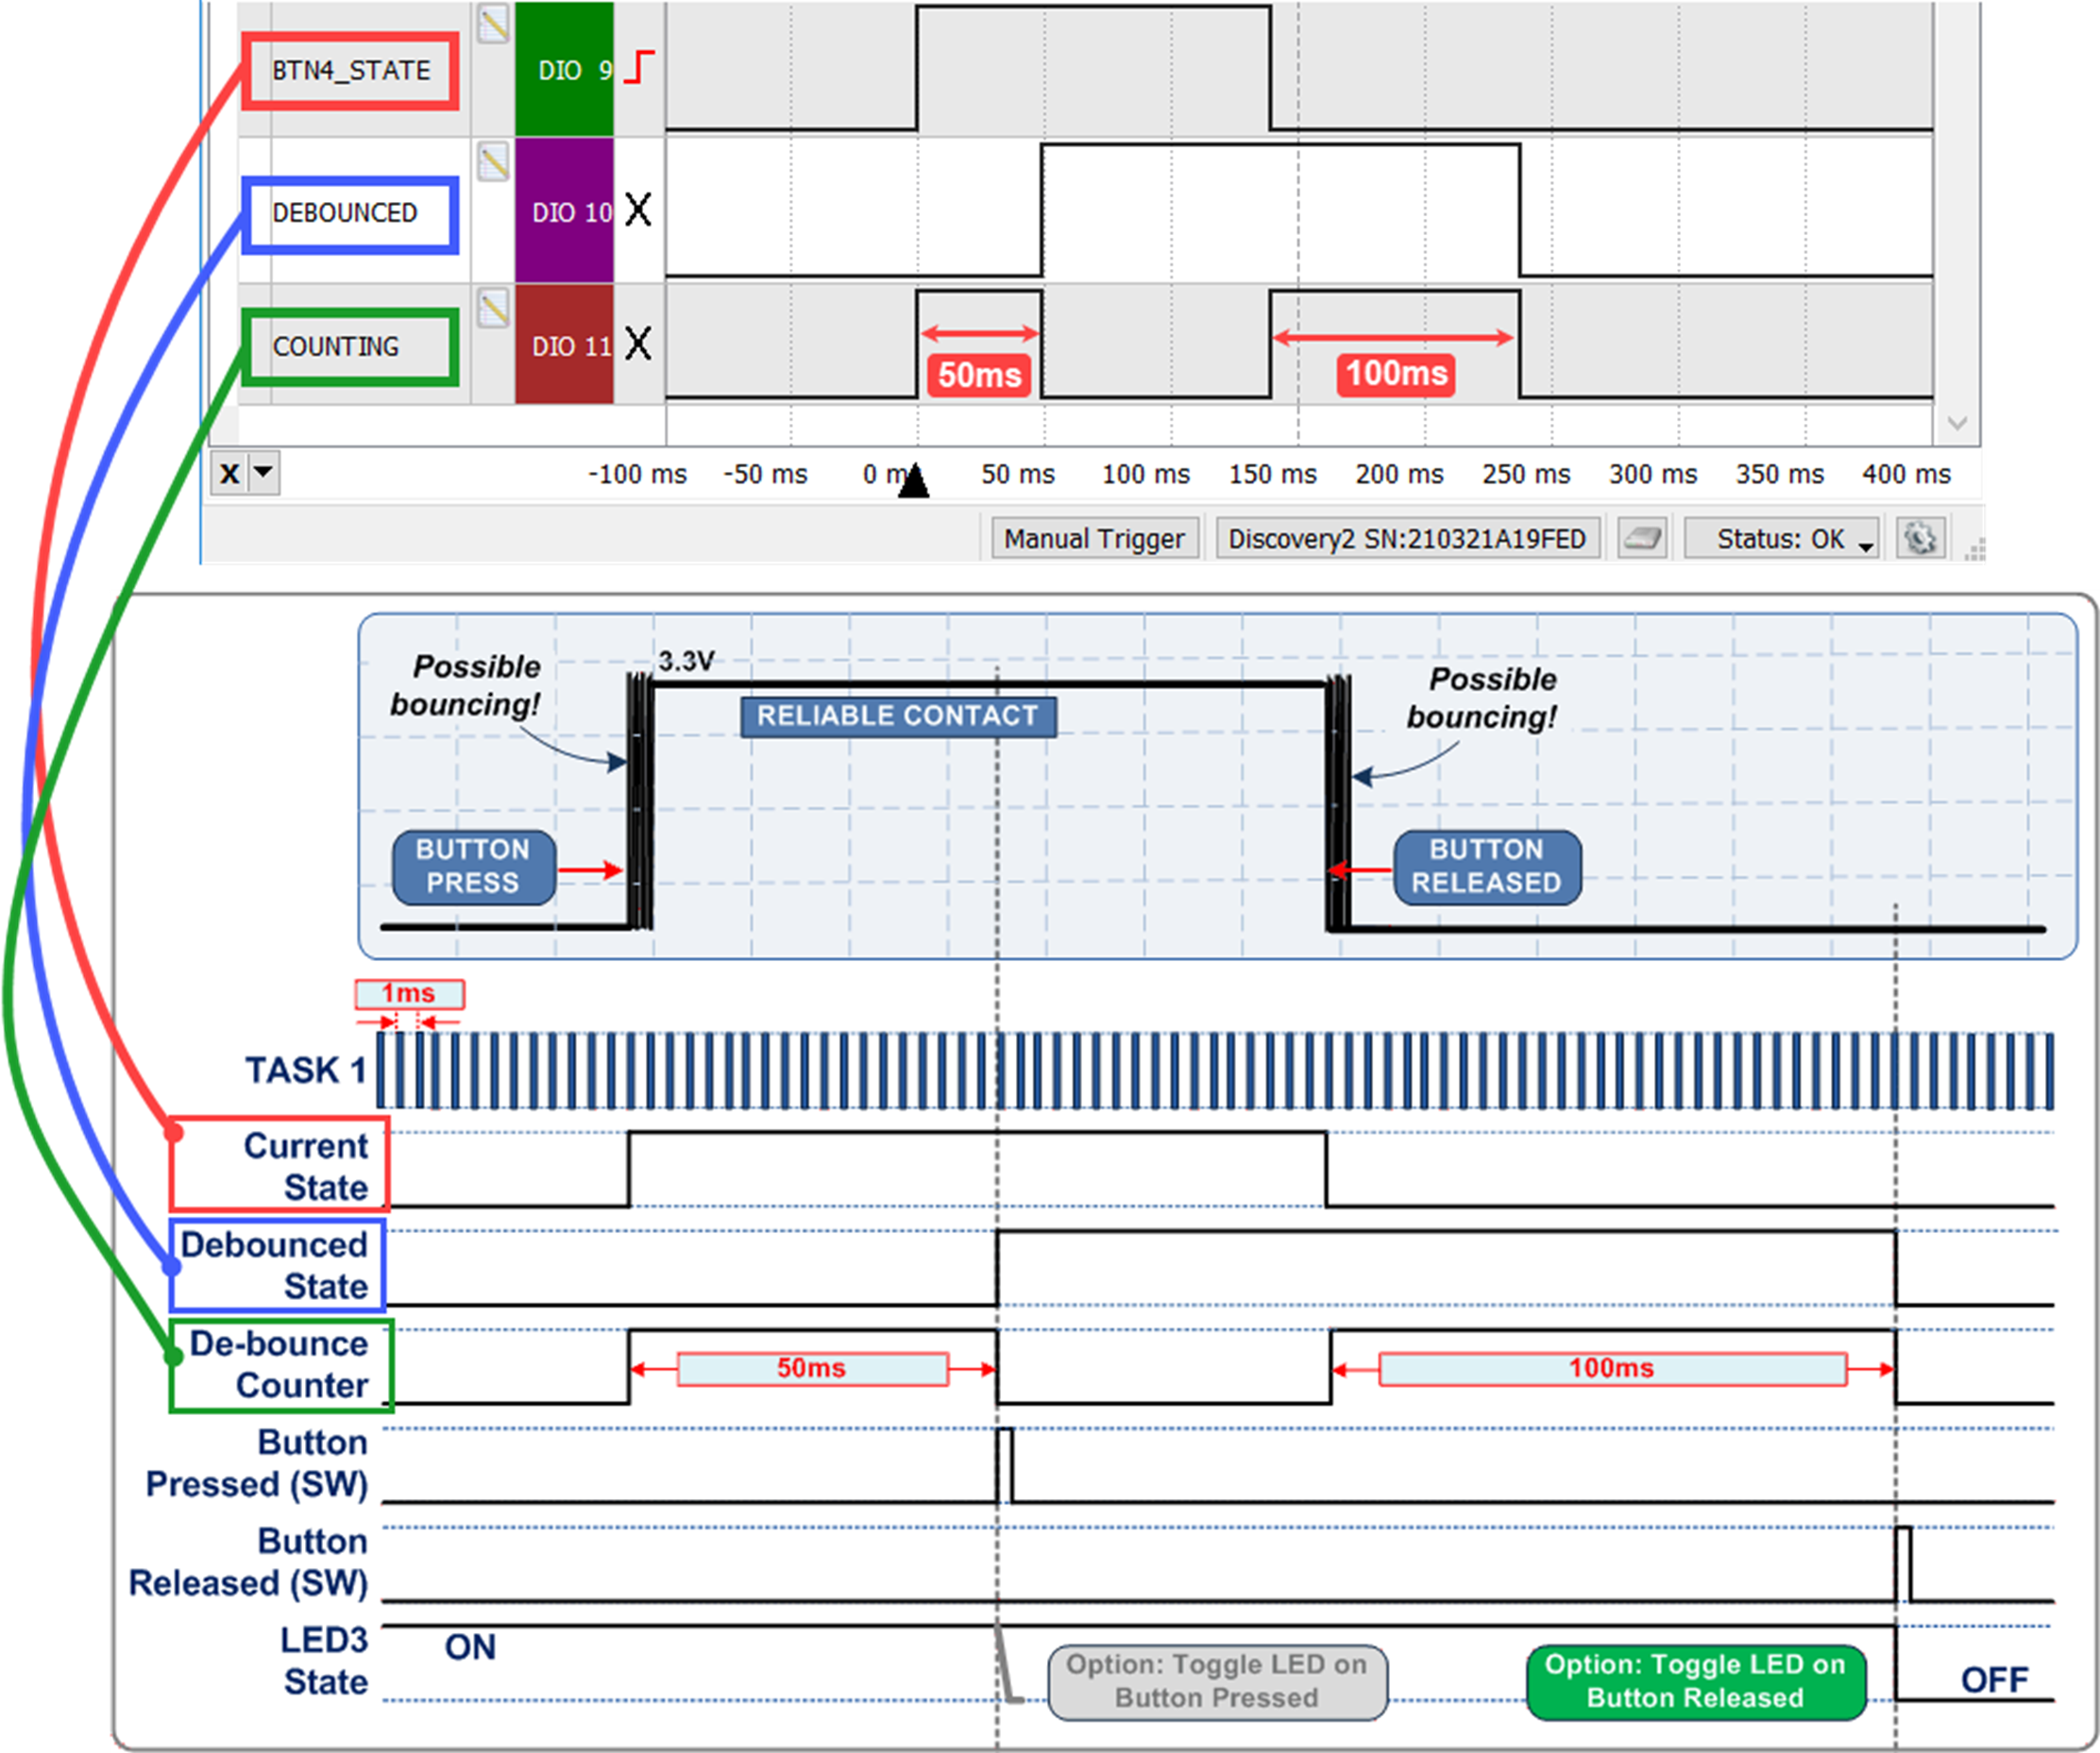 BTN4_STATE
DIO 9
DEBOUNCED
DIO 10
X
COUNTING
DIO 11
X
50ms
100ms
X
-100 ms -50 ms 0 m 50 ms 100 ms 150 ms 200 ms 250 ms 300 ms 350 ms 400 ms
Manual Trigger Discovery2 SN:210321A19FED Status: OK
Possible
bouncing!
3.3V
RELIABLE CONTACT
Possible
bouncing!
BUTTON
PRESS
BUTTON
RELEASED
1ms
TASK 1
Current
State
Debounced
State
De-bounce
Counter
50ms
100ms
Button
Pressed (SW)
Button
Released (SW)
LED3
State
ON
Option: Toggle LED on
Button Pressed
Option: Toggle LED on
Button Released
OFF